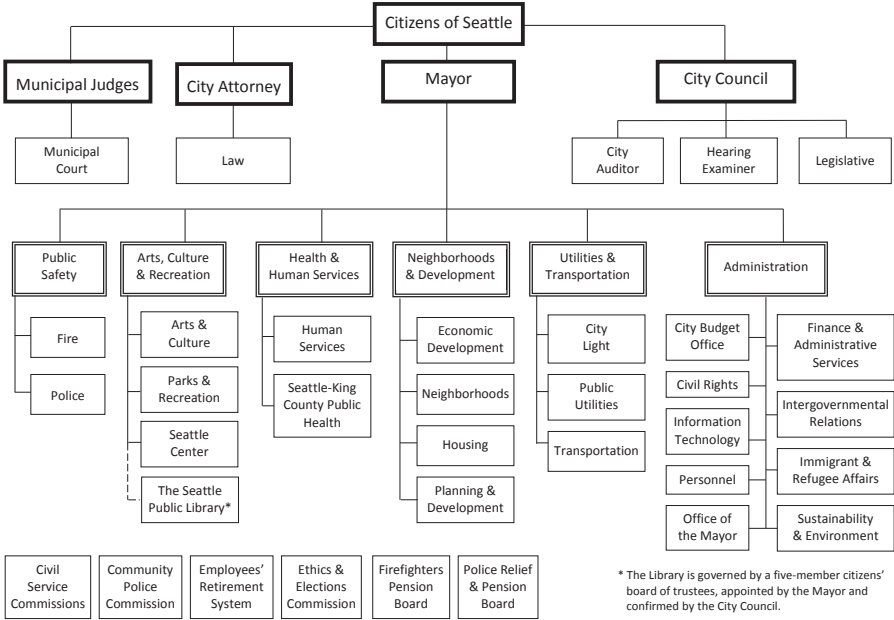 Citizens of Seattle
Municipal Judges
City Attorney
Mayor
City Council
Municipal
Court
Law
City
Auditor
Hearing
Examiner
Legislative
Public
Safety
Arts, Culture
& Recreation
Health &
Human Services
Neighborhoods
& Development
Utilities &
Transportation
Administration
Fire
Police
Arts &
Culture
Parks &
Recreation
Seattle
Center
The Seattle
Public Library*
Human
Services
Seattle-King
County Public
Health
Economic
Development
Neighborhoods
Housing
Planning &
Development
City
Light
Public
Utilities
Transportation
City Budget
Office
Civil Rights
Information
Technology
Personnel
Office of
the Mayor
Finance &
Administrative
Services
Intergovernmental
Relations
Immigrant &
Refugee Affairs
Sustainability
& Environment
Civil
Service
Commissions
Community
Police
Commission
Employees’
Retirement
System
Ethics &
Elections
Commission
Firefighters
Pension
Board
Police Relief
& Pension
Board
* The Library is governed by a five-member citizens’
board of trustees, appointed by the Mayor and
confirmed by the City Council.